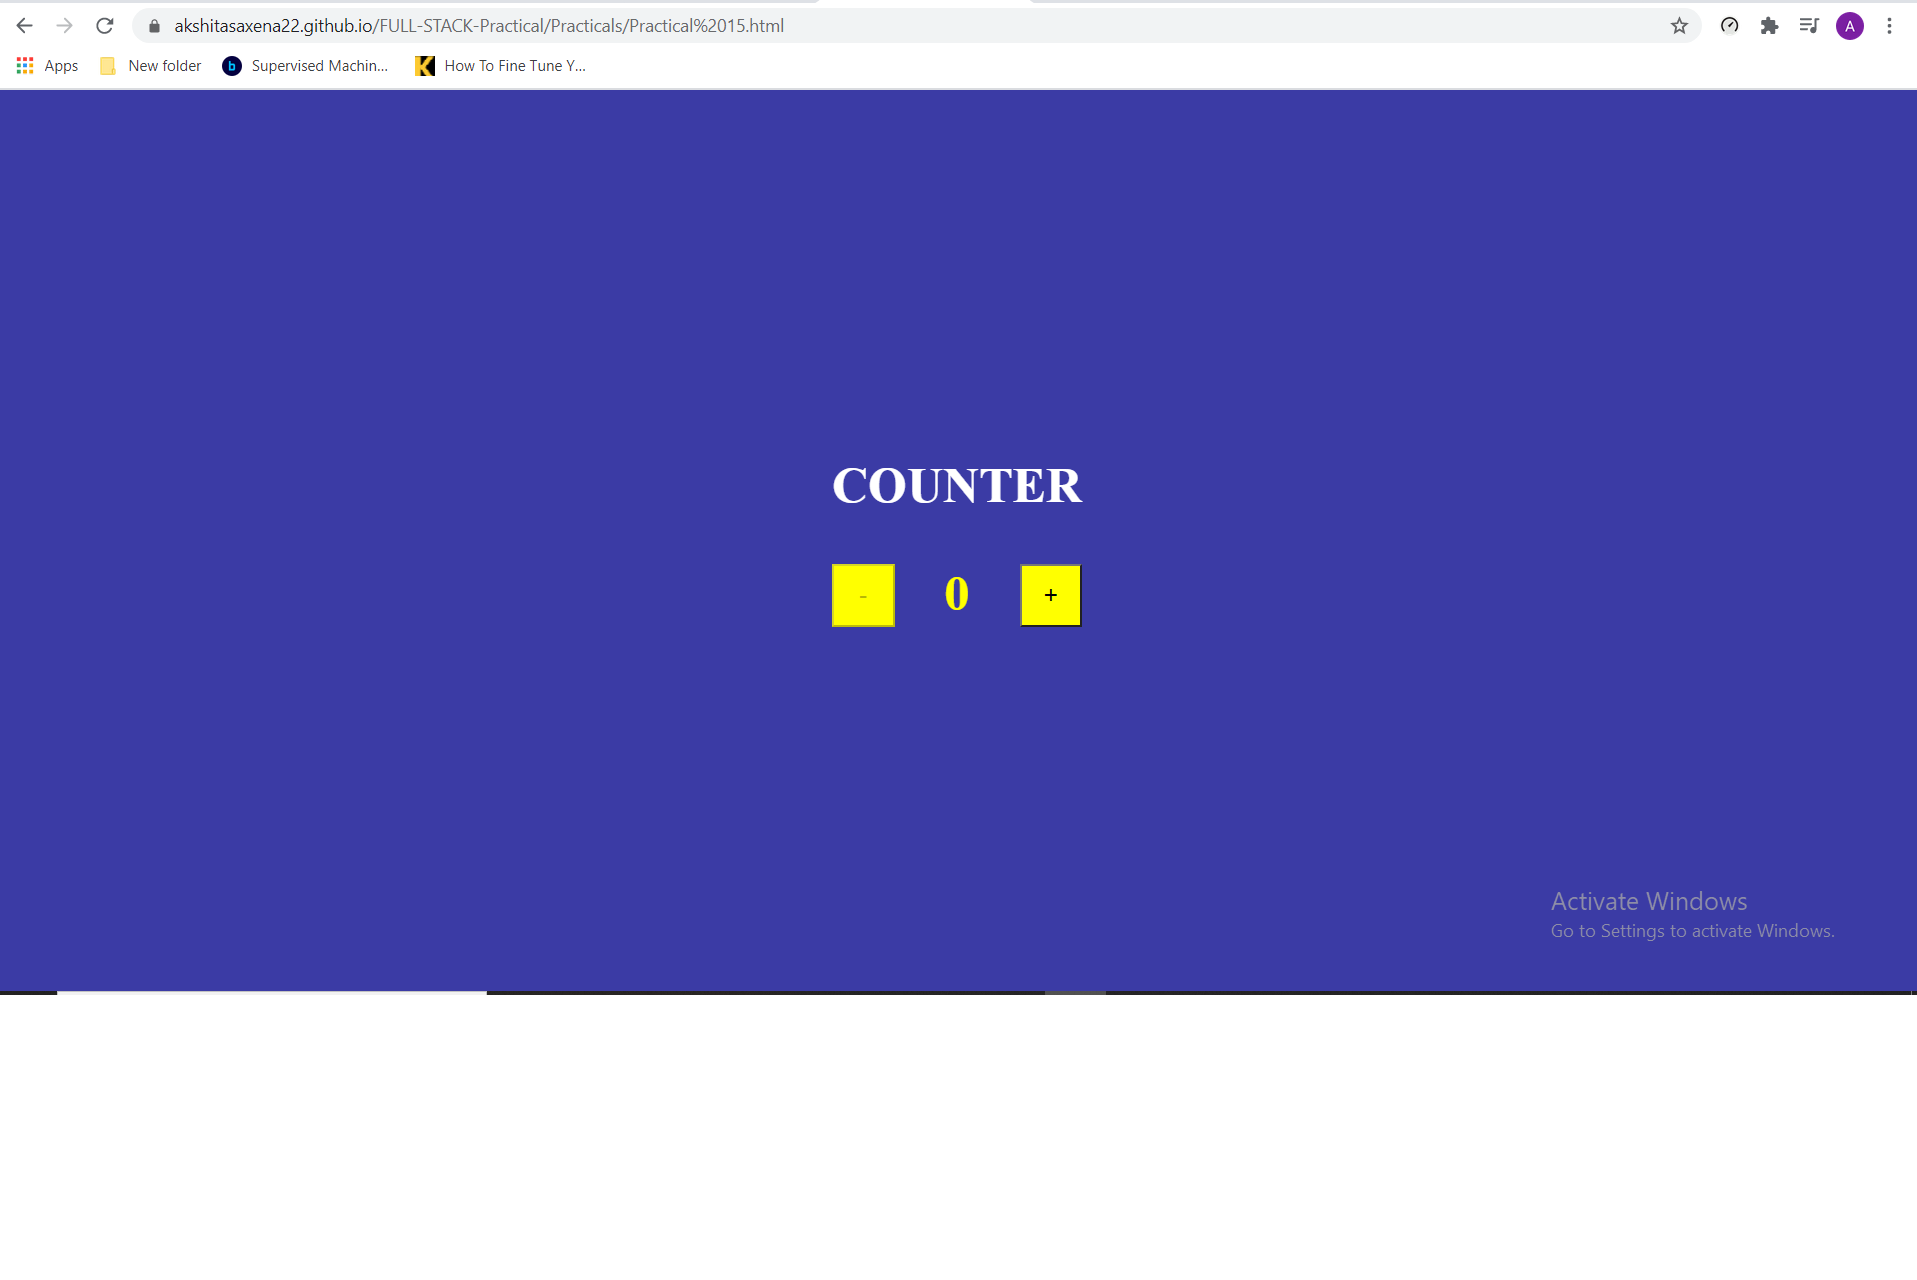 akshitasaxena22.github.io/FULL-STACK-Practical/Practicals/Practical%2015.html
A
Apps
New folder
b
Supervised Machin...
K
How To Fine Tune Y...
COUNTER
- 0 +
Activate Windows
Go to Settings to activate Windows.